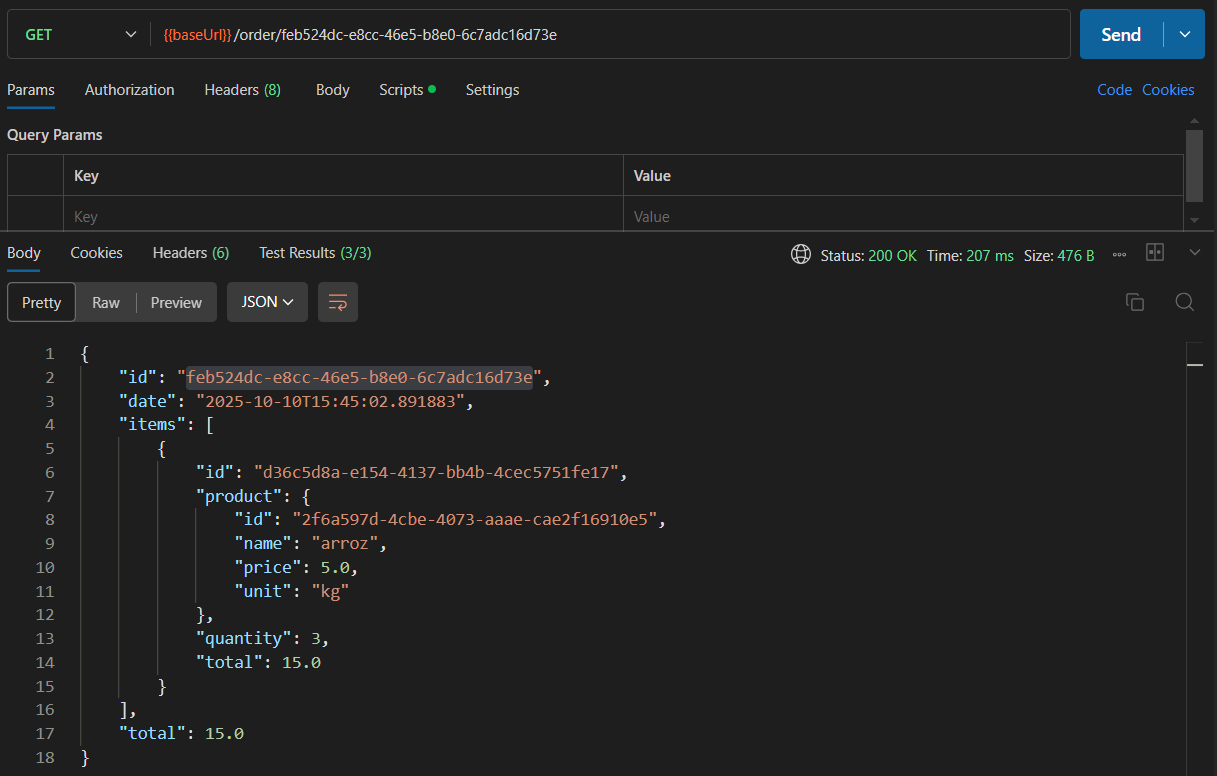 GET {{baseUrl}}/order/feb524dc-e8cc-46e5-b8e0-6c7adc16d73e Send
Params Authorization Headers (8) Body Scripts Settings Code Cookies
Query Params
Key Value
Key Value
Body Cookies Headers (6) Test Results (3/3) Status: 200 OK Time: 207 ms Size: 476 B
Pretty Raw Preview JSON
1 {
2 "id": "feb524dc-e8cc-46e5-b8e0-6c7adc16d73e",
3 "date": "2025-10-10T15:45:02.891883",
4 "items": [
5 {
6 "id": "d36c5d8a-e154-4137-bb4b-4cec5751fe17",
7 "product": {
8 "id": "2f6a597d-4cbe-4073-aaae-cae2f16910e5",
9 "name": "arroz",
10 "price": 5.0,
11 "unit": "kg"
12 },
13 "quantity": 3,
14 "total": 15.0
15 }
16 ],
17 "total": 15.0
18 }